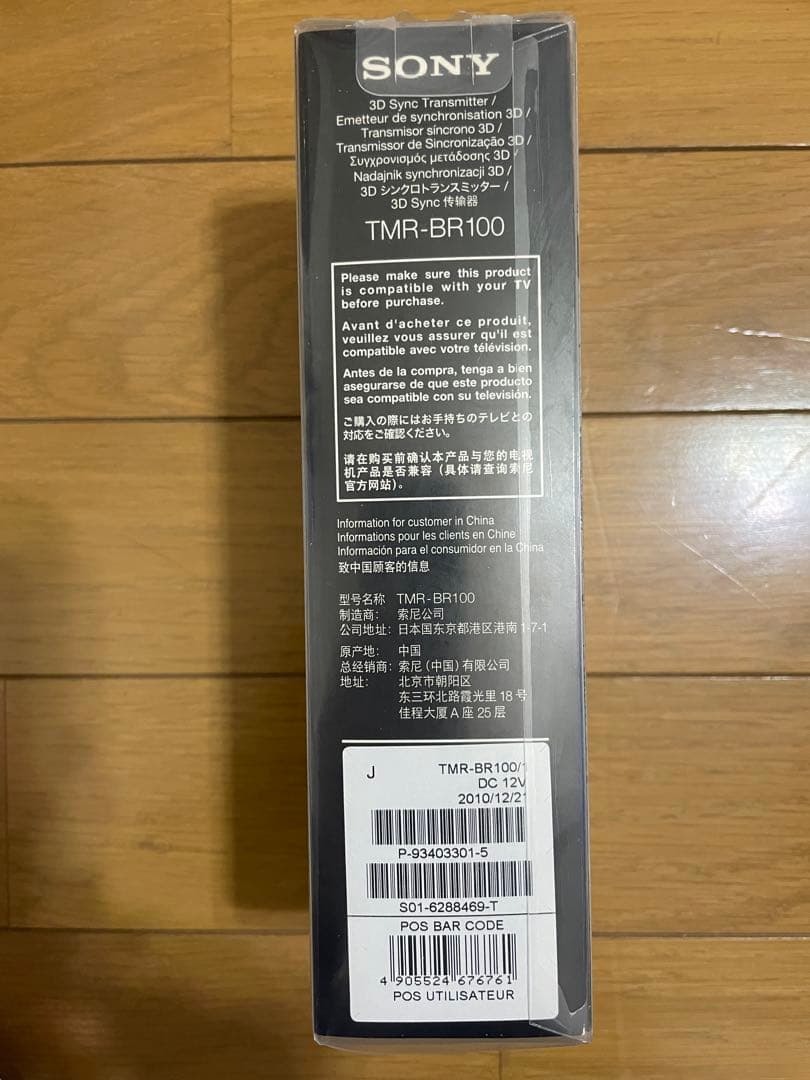 SONY
3D Sync Transmitter /
Emetteur de synchronisation 3D /
Transmisor síncrono 3D /
Transmissor de Sincronização 3D /
Συγχρονισμός μετάδοσης 3D /
Nadajnik synchronizacji 3D /
3D シンクロトランスミッター /
3D Sync 传输器
TMR-BR100
Please make sure this product
is compatible with your TV
before purchase.
Avant d'acheter ce produit,
veuillez vous assurer qu'il est
compatible avec votre télévision.
Antes de la compra, tenga a bien
asegurarse de que este producto
sea compatible con su televisión.
ご購入の際にはお手持ちのテレビとの
対応をご確認ください。
请在购买前确认本产品与您的电视
机产品是否兼容（具体请查询索尼
官方网站）。
Information for customer in China
Informations pour les clients en Chine
Información para el consumidor en la China
致中国顾客的信息
型号名称 TMR-BR100
制造商： 索尼公司
公司地址： 日本国东京都港区港南 1-7-1
原产地： 中国
总经销商： 索尼（中国）有限公司
地址： 北京市朝阳区
东三环北路霞光里 18 号
佳程大厦 A 座 25 层
J TMR-BR100/1
DC 12V
2010/12/21
P-93403301-5
S01-6288469-T
POS BAR CODE
4 905524 676761
POS UTILISATEUR